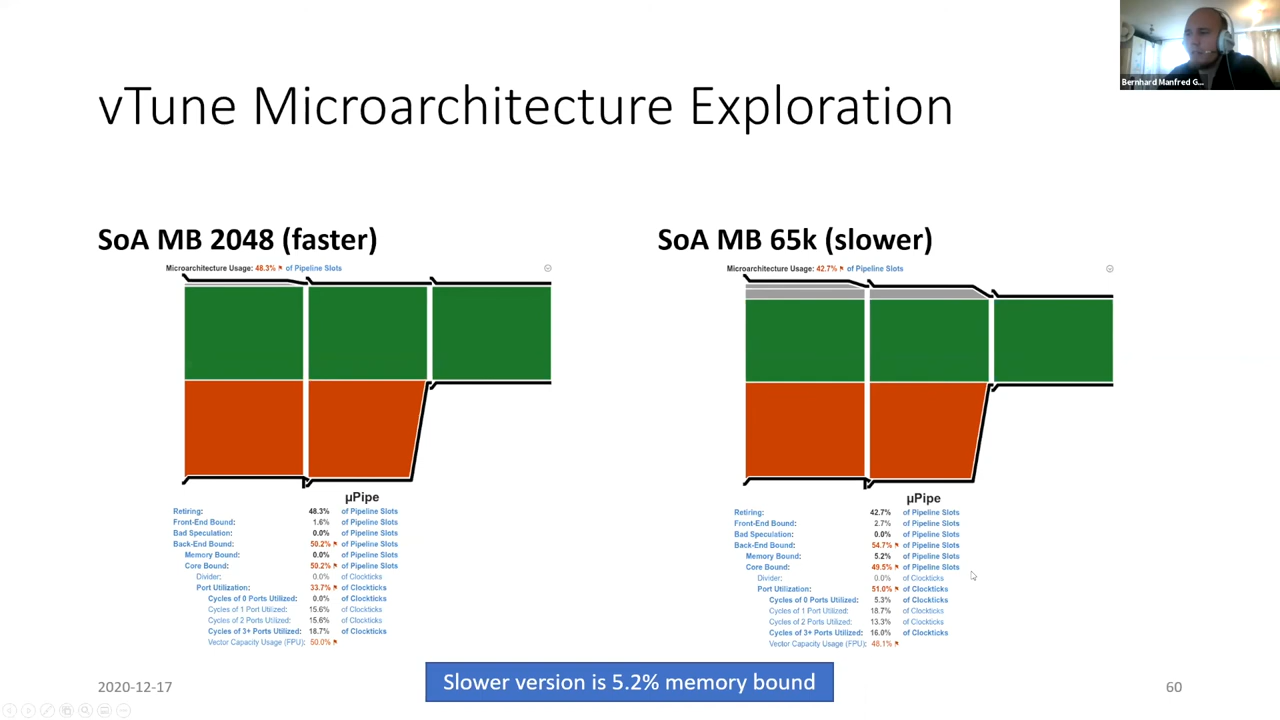 Bernhard Manfred G...
vTune Microarchitecture Exploration
SoA MB 2048 (faster)
Microarchitecture Usage: 48.3% of Pipeline Slots
µPipe
Retiring: 48.3% of Pipeline Slots
Front-End Bound: 1.6% of Pipeline Slots
Bad Speculation: 0.0% of Pipeline Slots
Back-End Bound: 50.2% of Pipeline Slots
Memory Bound: 0.0% of Pipeline Slots
Core Bound: 50.2% of Pipeline Slots
Divider: 0.0% of Clockticks
Port Utilization: 33.7% of Clockticks
Cycles of 0 Ports Utilized: 0.0% of Clockticks
Cycles of 1 Port Utilized: 15.6% of Clockticks
Cycles of 2 Ports Utilized: 15.6% of Clockticks
Cycles of 3+ Ports Utilized: 18.7% of Clockticks
Vector Capacity Usage (FPU): 50.0%
SoA MB 65k (slower)
Microarchitecture Usage: 42.7% of Pipeline Slots
µPipe
Retiring: 42.7% of Pipeline Slots
Front-End Bound: 2.7% of Pipeline Slots
Bad Speculation: 0.0% of Pipeline Slots
Back-End Bound: 54.7% of Pipeline Slots
Memory Bound: 5.2% of Pipeline Slots
Core Bound: 49.5% of Pipeline Slots
Divider: 0.0% of Clockticks
Port Utilization: 51.0% of Clockticks
Cycles of 0 Ports Utilized: 5.3% of Clockticks
Cycles of 1 Port Utilized: 18.7% of Clockticks
Cycles of 2 Ports Utilized: 13.3% of Clockticks
Cycles of 3+ Ports Utilized: 16.0% of Clockticks
Vector Capacity Usage (FPU): 48.1%
Slower version is 5.2% memory bound
2020-12-17
60